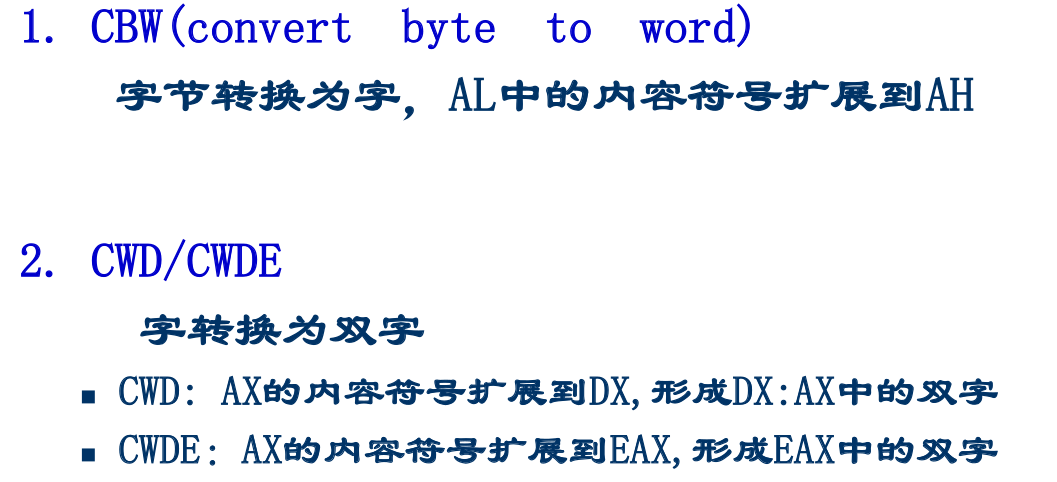 1. CBW(convert byte to word)
字节转换为字, AL中的内容符号扩展到AH
2. CWD/CWDE
字转换为双字
▪ CWD: AX的内容符号扩展到DX,形成DX:AX中的双字
▪ CWDE: AX的内容符号扩展到EAX,形成EAX中的双字